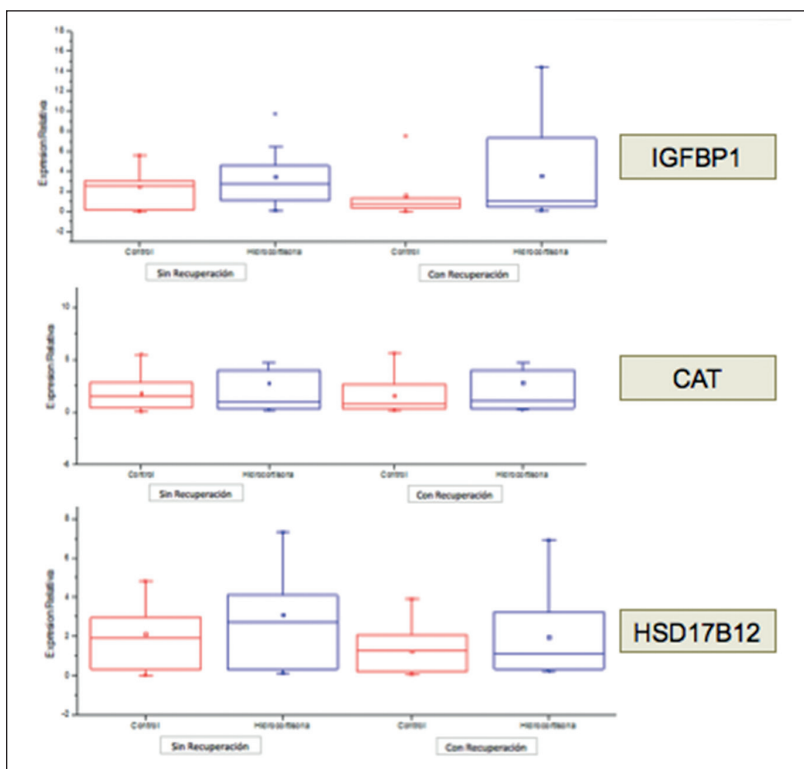 18
16
14
12
10
8
6
4
2
0
-2
Expresion Relativa
Control
Hidrocortisona
Control
Hidrocortisona
Sin Recuperación
Con Recuperación
IGFBP1
10
5
0
Expresion Relativa
Control
Hidrocortisona
Control
Hidrocortisona
Sin Recuperación
Con Recuperación
CAT
8
6
4
2
0
-2
Expresion Relativa
Control
Hidrocortisona
Control
Hidrocortisona
Sin Recuperación
Con Recuperación
HSD17B12